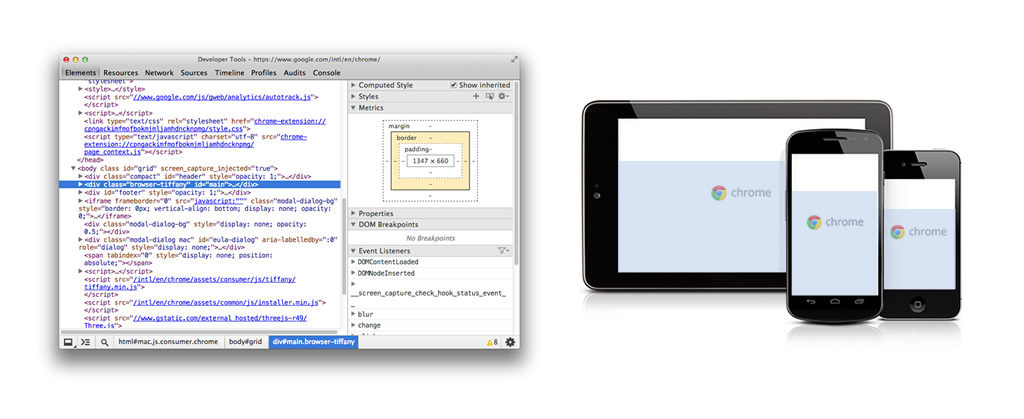 Developer Tools – https://www.google.com/intl/en/chrome/
Elements Resources Network Sources Timeline Profiles Audits Console
stylesheet">
▶<style>…</style>
<script src="//www.google.com/js/gweb/analytics/autotrack.js">
</script>
▶<script>…</script>
<link type="text/css" rel="stylesheet" href="chrome-extension://
cpngackimfmofbokmjmljamhdncknpmg/style.css">
<script type="text/javascript" charset="utf-8" src="chrome-
extension://cpngackimfmofbokmjmljamhdncknpmg/
page_context.js"></script>
</head>
▼<body class id="grid" screen_capture_injected="true">
▶<div class="compact" id="header" style="opacity: 1;">…</div>
▶<div class="browser-tiffany" id="main">…</div>
▶<div id="footer" style="opacity: 1;">…</div>
▶<iframe frameborder="0" src="javascript:""" class="modal-dialog-bg"
style="border: 0px; vertical-align: bottom; display: none; opacity:
0;">…</iframe>
<div class="modal-dialog-bg" style="display: none; opacity:
0.5;"></div>
▶<div class="modal-dialog mac" id="eula-dialog" aria-labelledby=":0"
role="dialog" style="display: none;">…</div>
<span tabindex="0" style="display: none; position:
absolute;"></span>
▶<script>…</script>
<script src="/intl/en/chrome/assets/consumer/js/tiffany/
tiffany.min.js">
</script>
<script src="/intl/en/chrome/assets/common/js/installer.min.js">
</script>
<script src="//www.gstatic.com/external_hosted/threejs-r49/
Three.js">
html#mac.js.consumer.chrome body#grid div#main.browser-tiffany
8
▶ Computed Style Show inherited
▶ Styles
▼ Metrics
margin –
border –
padding–
– – – 1347 × 660 – – –
–
–
–
▶ Properties
▼ DOM Breakpoints
No Breakpoints
▼ Event Listeners
▶ DOMContentLoaded
▶ DOMNodeInserted
▶
__screen_capture_check_hook_status_event_
…
▶ blur
▶ change
chrome
chrome
chrome